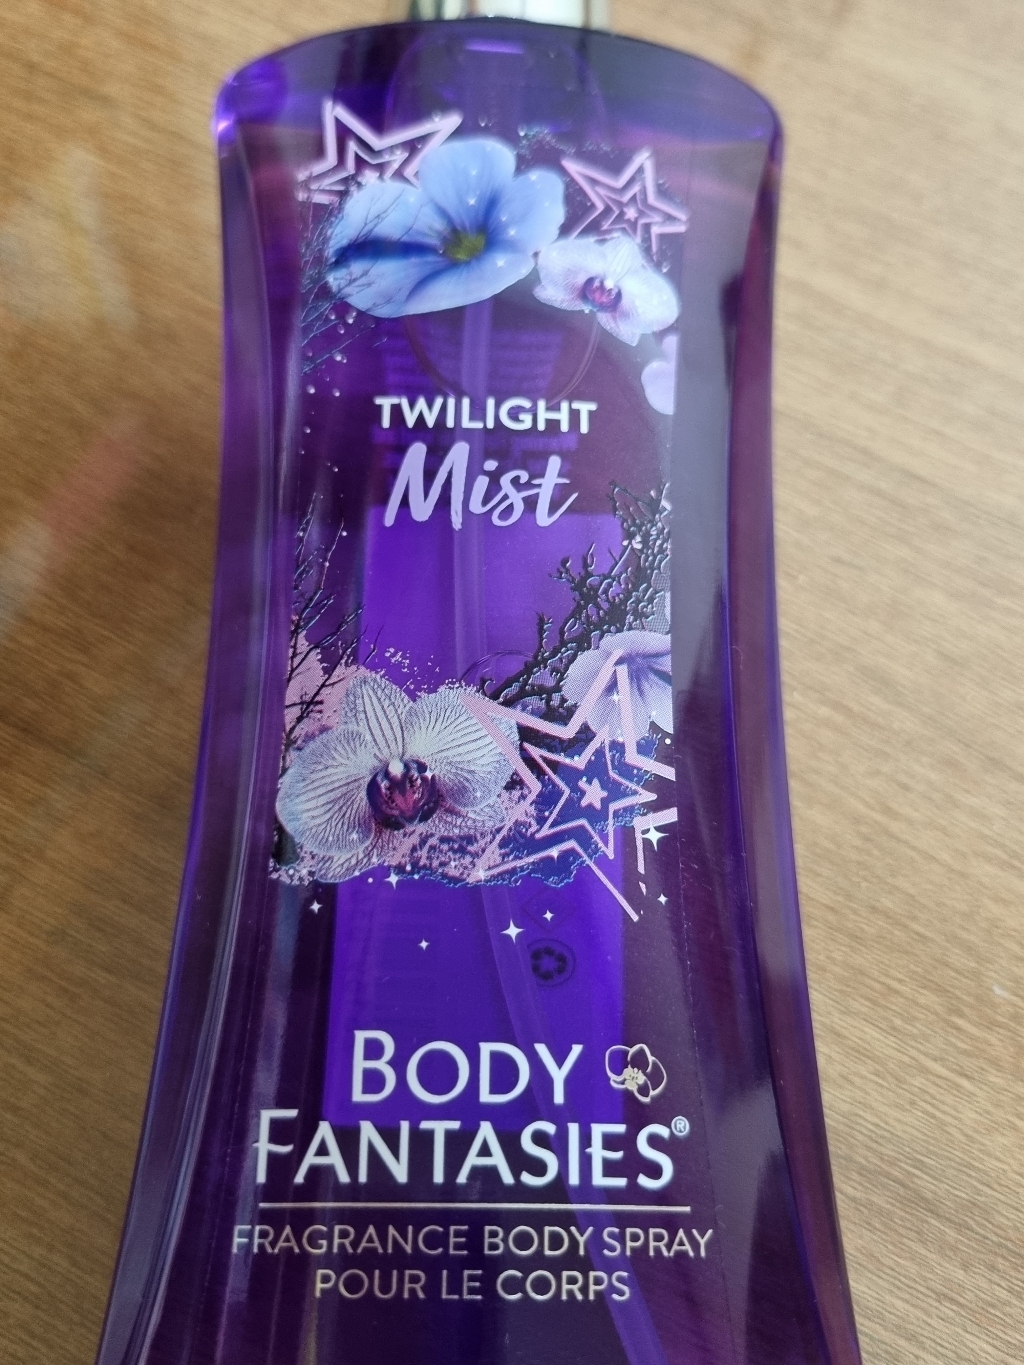 TWILIGHT
Mist
BODY
FANTASIES®
FRAGRANCE BODY SPRAY
POUR LE CORPS